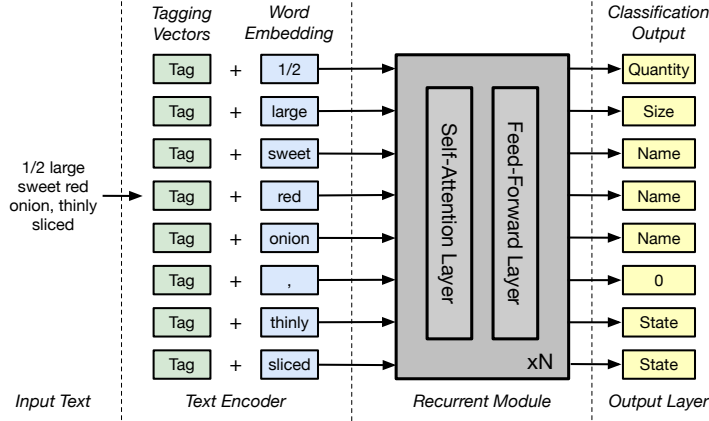 Tagging
Vectors
Word
Embedding
Classification
Output
Tag + 1/2
Quantity
Tag + large
Size
Tag + sweet
Name
Tag + red
Name
Tag + onion
Name
Tag + ,
0
Tag + thinly
State
Tag + sliced
State
1/2 large
sweet red
onion, thinly
sliced
Self-Attention Layer
Feed-Forward Layer
xN
Input Text
Text Encoder
Recurrent Module
Output Layer